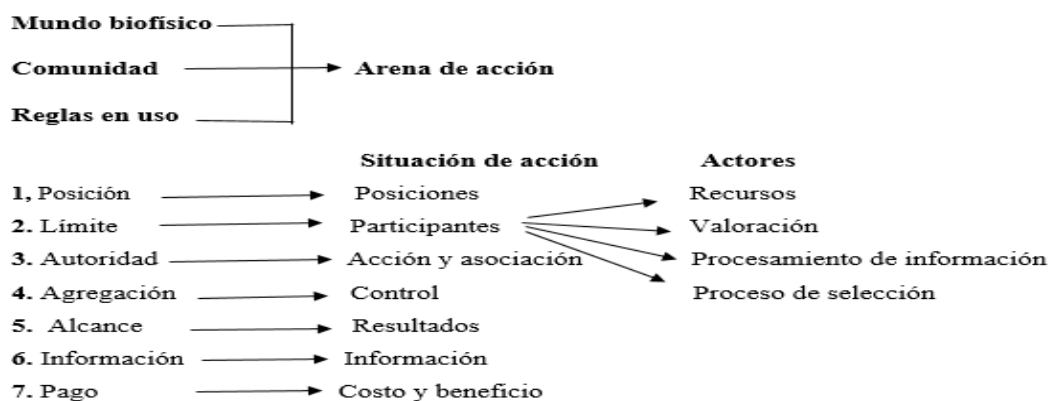 Mundo biofísico
Comunidad Arena de acción
Reglas en uso
Situación de acción Actores
1, Posición Posiciones Recursos
2. Límite Participantes Valoración
3. Autoridad Acción y asociación Procesamiento de información
4. Agregación Control Proceso de selección
5. Alcance Resultados
6. Información Información
7. Pago Costo y beneficio